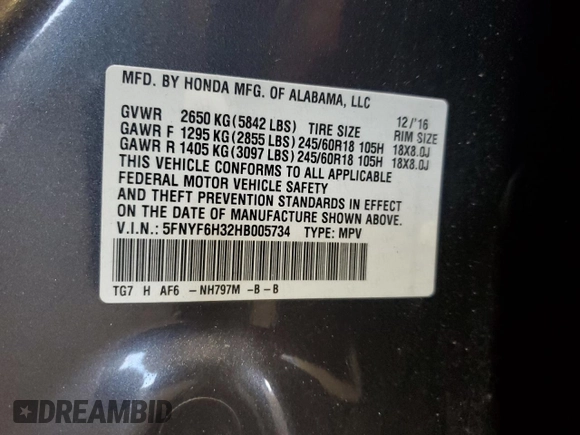 MFD. BY HONDA MFG. OF ALABAMA, LLC
12/'16
GVWR 2650 KG(5842 LBS) TIRE SIZE RIM SIZE
GAWR F 1295 KG(2855 LBS)245/60R18 105H 18X8.0J
GAWR R 1405 KG(3097 LBS)245/60R18 105H 18X8.0J
THIS VEHICLE CONFORMS TO ALL APPLICABLE
FEDERAL MOTOR VEHICLE SAFETY
AND THEFT PREVENTION STANDARDS IN EFFECT
ON THE DATE OF MANUFACTURE SHOWN ABOVE.
V.I.N.: 5FNYF6H32HB005734 TYPE: MPV
TG7 H AF6 - NH797M -B-B
DREAMBID